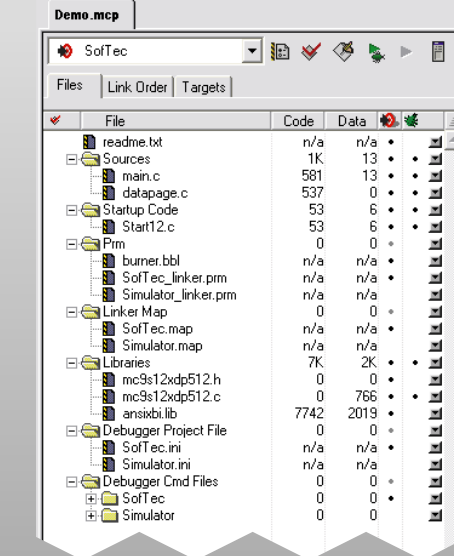 Demo.mcp
SofTec
Files Link Order Targets
File Code Data
readme.txt n/a n/a
Sources 1K 13
main.c 581 13
datapage.c 537 0
Startup Code 53 6
Start12.c 53 6
Prm 0 0
burner.bbl n/a n/a
SofTec_linker.prm n/a n/a
Simulator_linker.prm n/a n/a
Linker Map 0 0
SofTec.map n/a n/a
Simulator.map n/a n/a
Libraries 7K 2K
mc9s12xdp512.h 0 0
mc9s12xdp512.c 0 766
ansixbi.lib 7742 2019
Debugger Project File 0 0
SofTec.ini n/a n/a
Simulator.ini n/a n/a
Debugger Cmd Files 0 0
SofTec 0 0
Simulator 0 0